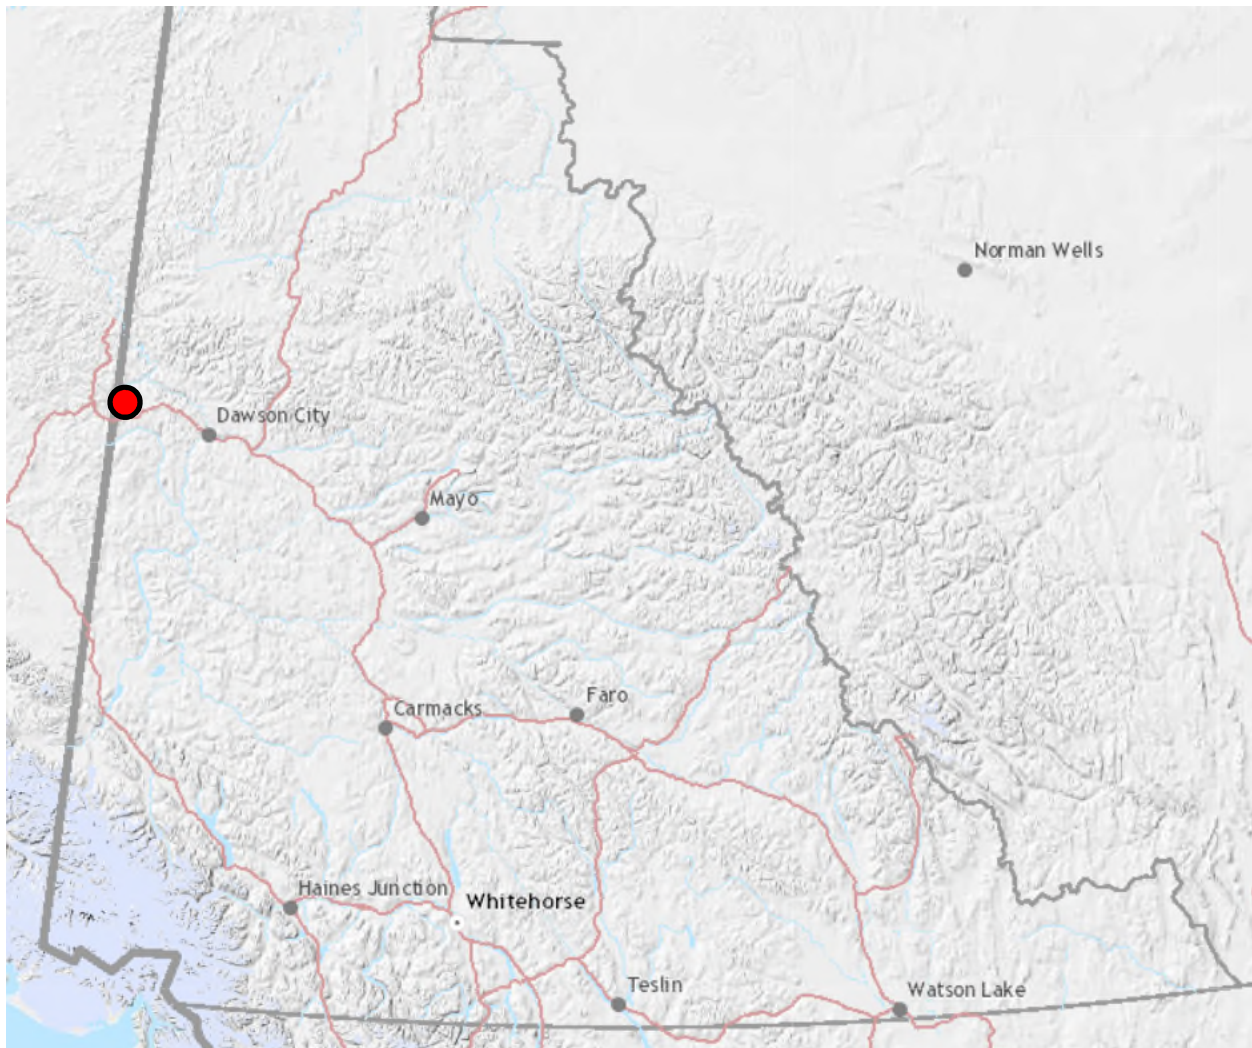 Norman Wells
Dawson City
Mayo
Faro
Carmacks
Haines Junction
Whitehorse
Teslin
Watson Lake